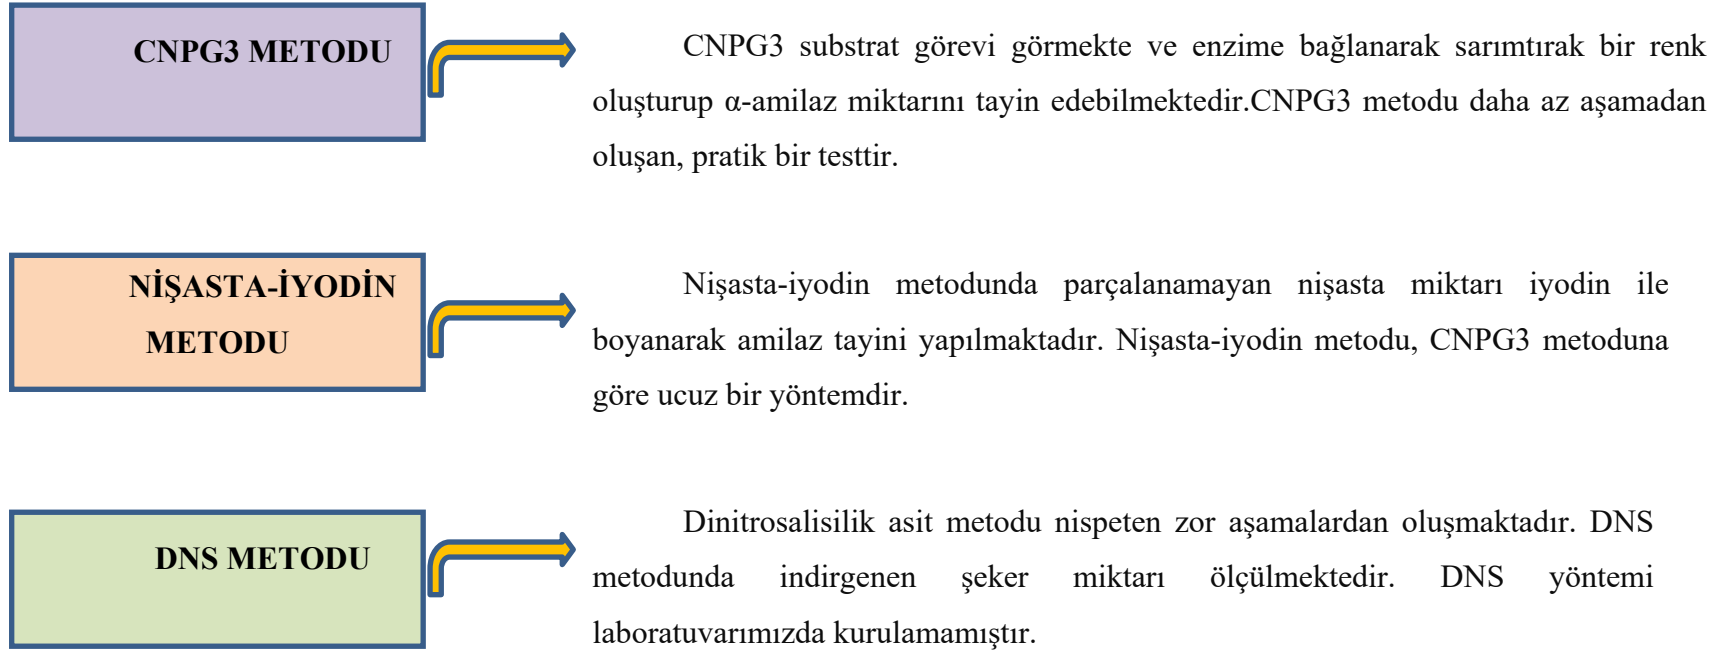 CNPG3 METODU
CNPG3 substrat görevi görmekte ve enzime bağlanarak sarımtırak bir renk
oluşturup α-amilaz miktarını tayin edebilmektedir.CNPG3 metodu daha az aşamadan
oluşan, pratik bir testtir.
NİŞASTA-İYODİN
METODU
Nişasta-iyodin metodunda parçalanamayan nişasta miktarı iyodin ile
boyanarak amilaz tayini yapılmaktadır. Nişasta-iyodin metodu, CNPG3 metoduna
göre ucuz bir yöntemdir.
DNS METODU
Dinitrosalisilik asit metodu nispeten zor aşamalardan oluşmaktadır. DNS
metodunda indirgenen şeker miktarı ölçülmektedir. DNS yöntemi
laboratuvarımızda kurulamamıştır.